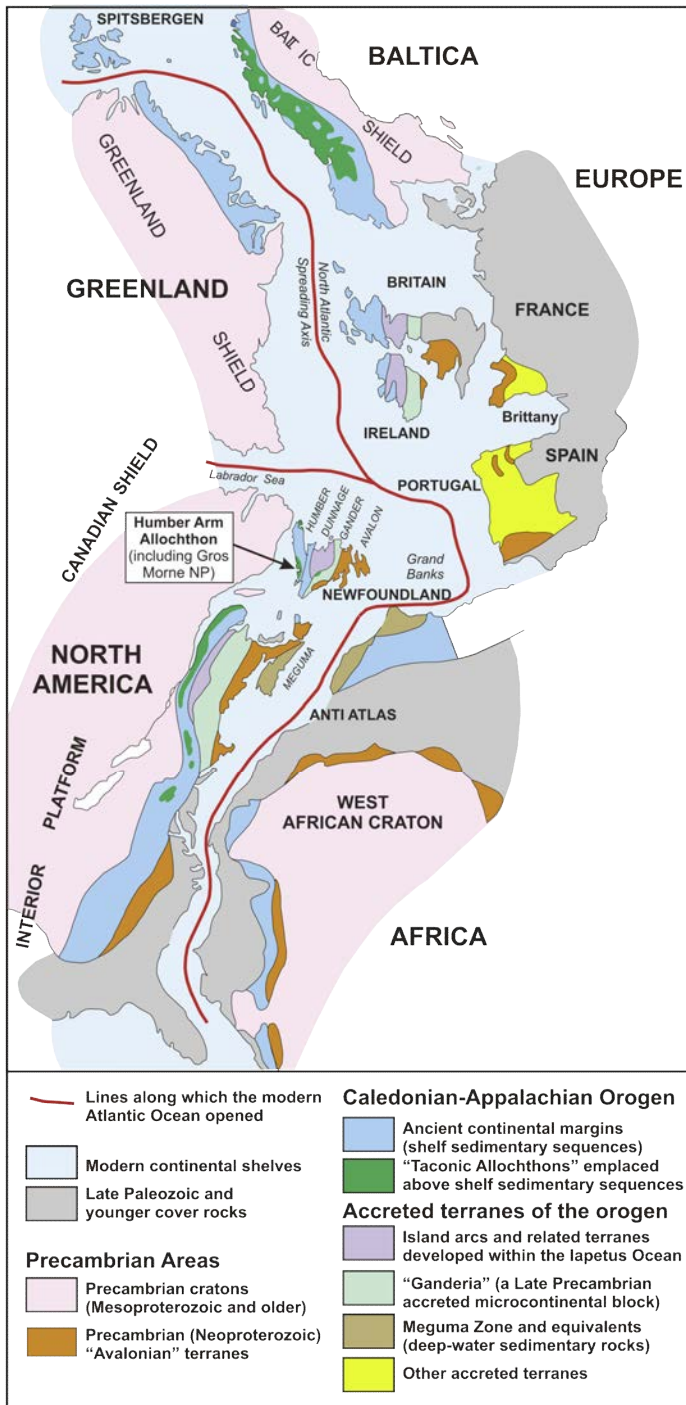 SPITSBERGEN
BALTIC
SHIELD
BALTICA
GREENLAND
SHIELD
GREENLAND
EUROPE
North Atlantic
Spreading Axis
BRITAIN
FRANCE
IRELAND
Brittany
SPAIN
PORTUGAL
CANADIAN SHIELD
Labrador Sea
Humber Arm
Allochthon
(including Gros
Morne NP)
HUMBER
DUNNAGE
GANDER
AVALON
Grand
Banks
NEWFOUNDLAND
NORTH
AMERICA
MEGUMA
ANTI ATLAS
PLATFORM
INTERIOR
WEST
AFRICAN CRATON
AFRICA
Lines along which the modern
Atlantic Ocean opened
Modern continental shelves
Late Paleozoic and
younger cover rocks
Precambrian Areas
Precambrian cratons
(Mesoproterozoic and older)
Precambrian (Neoproterozoic)
“Avalonian” terranes
Caledonian-Appalachian Orogen
Ancient continental margins
(shelf sedimentary sequences)
“Taconic Allochthons” emplaced
above shelf sedimentary sequences
Accreted terranes of the orogen
Island arcs and related terranes
developed within the Iapetus Ocean
“Ganderia” (a Late Precambrian
accreted microcontinental block)
Meguma Zone and equivalents
(deep-water sedimentary rocks)
Other accreted terranes